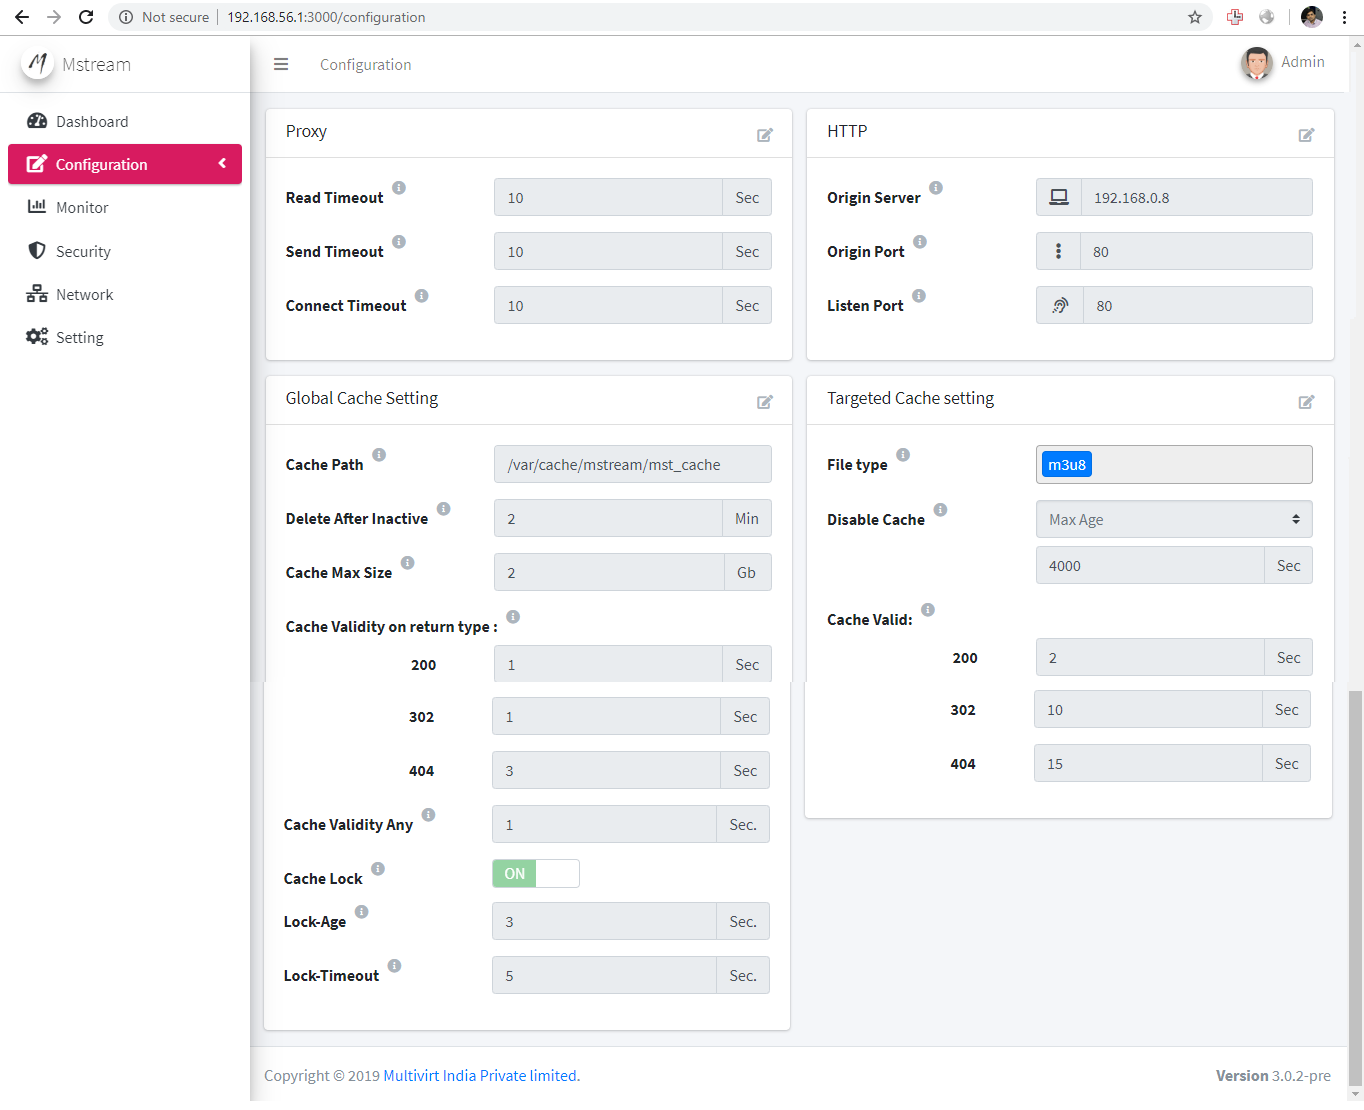 Not secure 192.168.56.1:3000/configuration
Mstream
Configuration
Admin
Dashboard
Configuration
Monitor
Security
Network
Setting
Proxy
Read Timeout 10 Sec
Send Timeout 10 Sec
Connect Timeout 10 Sec
HTTP
Origin Server 192.168.0.8
Origin Port 80
Listen Port 80
Global Cache Setting
Cache Path /var/cache/mstream/mst_cache
Delete After Inactive 2 Min
Cache Max Size 2 Gb
Cache Validity on return type :
200 1 Sec
302 1 Sec
404 3 Sec
Cache Validity Any 1 Sec.
Cache Lock ON
Lock-Age 3 Sec.
Lock-Timeout 5 Sec.
Targeted Cache setting
File type m3u8
Disable Cache Max Age
4000 Sec
Cache Valid:
200 2 Sec
302 10 Sec
404 15 Sec
Copyright © 2019 Multivirt India Private limited.
Version 3.0.2-pre